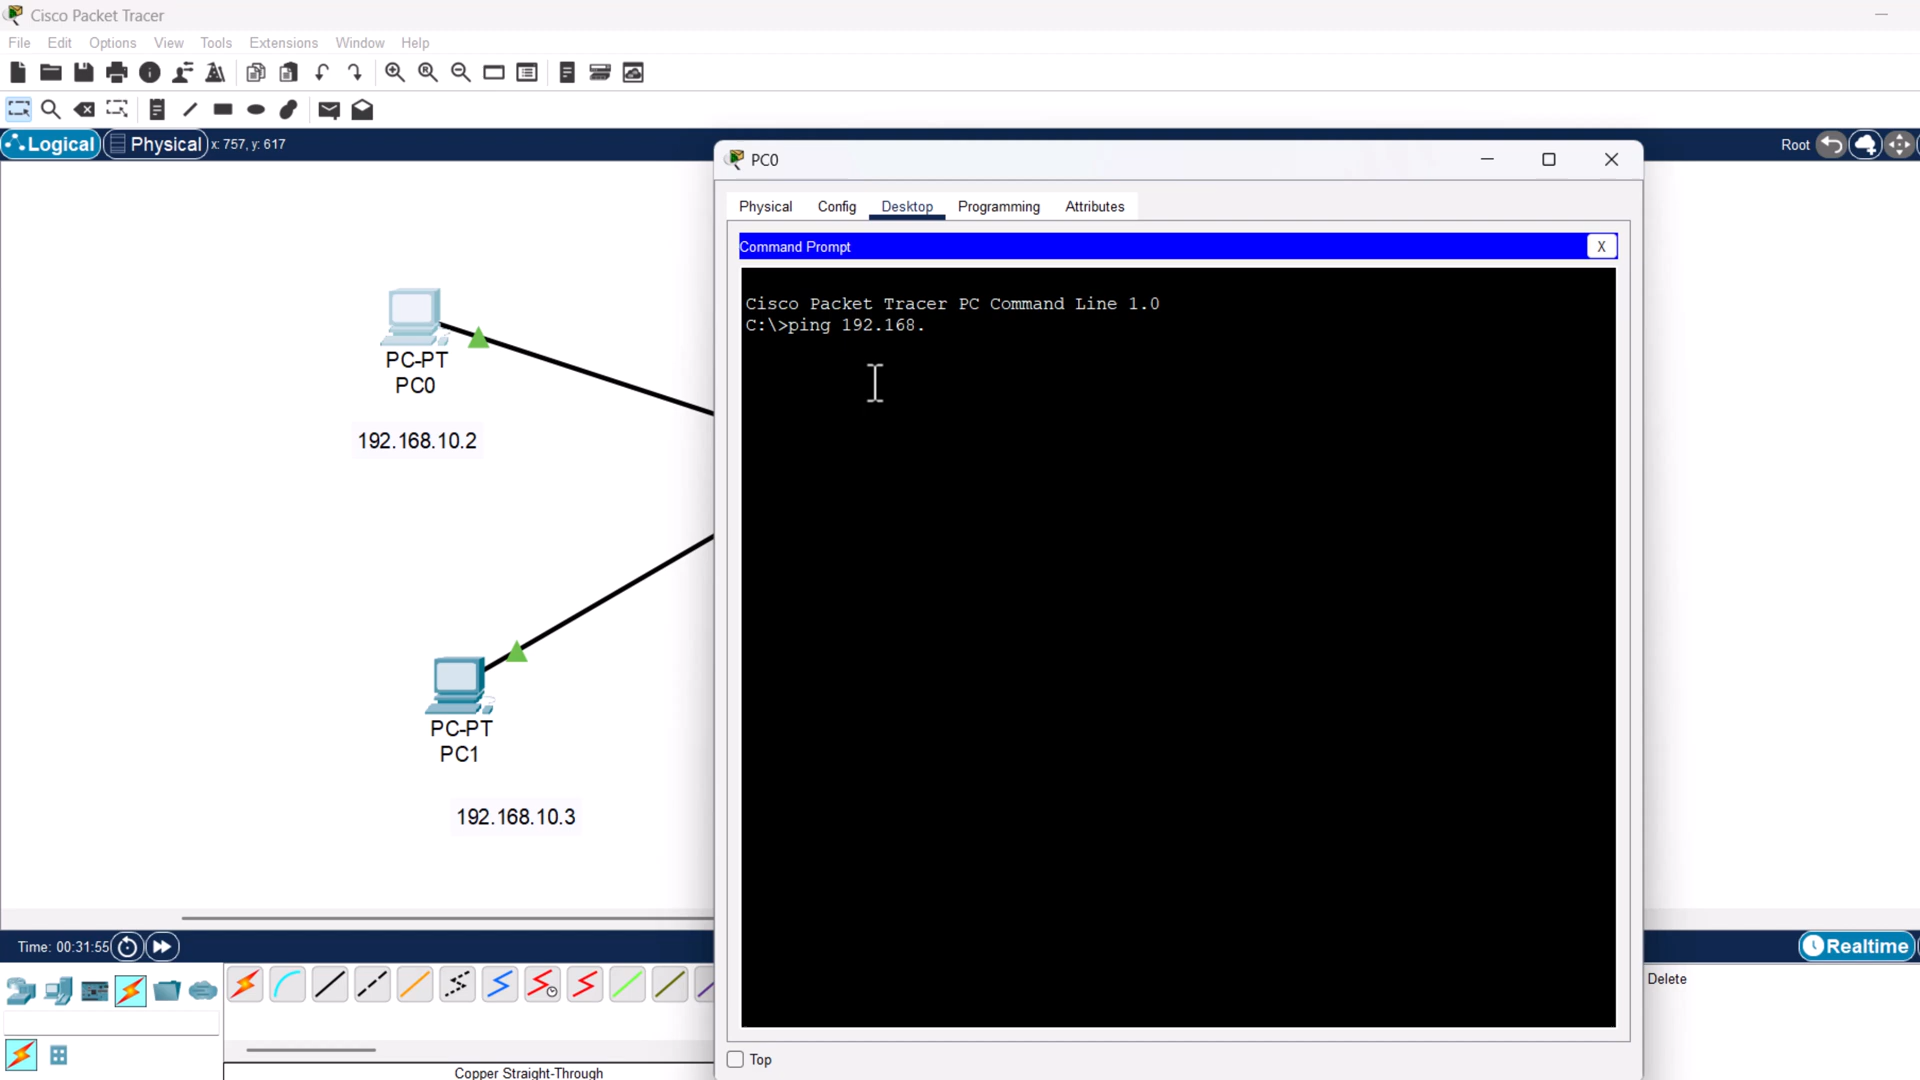 Cisco Packet Tracer
File Edit Options View Tools Extensions Window Help
Logical Physical x: 757, y: 617
Root
PC0
Physical Config Desktop Programming Attributes
Command Prompt
X
Cisco Packet Tracer PC Command Line 1.0
C:\>ping 192.168.
PC-PT
PC0
192.168.10.2
PC-PT
PC1
192.168.10.3
Time: 00:31:55
Realtime
Delete
Top
Copper Straight-Through